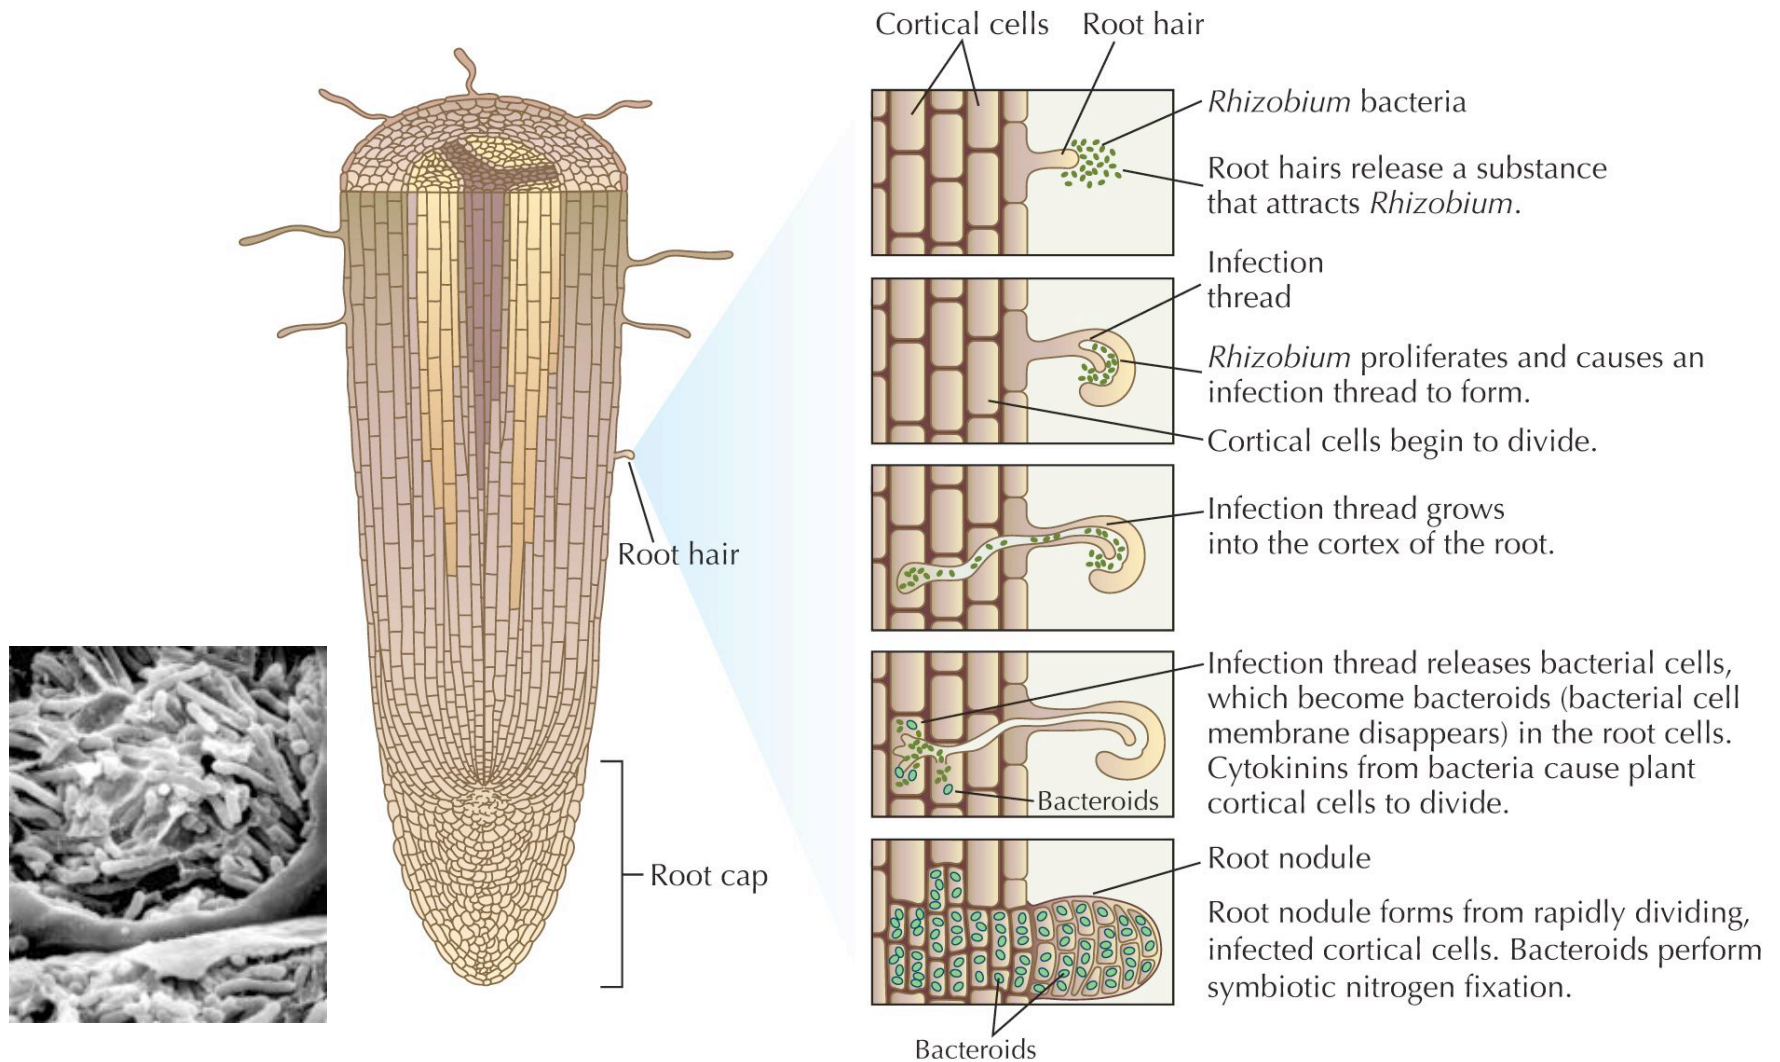 Cortical cells
Root hair
Rhizobium bacteria
Root hairs release a substance
that attracts Rhizobium.
Infection
thread
Rhizobium proliferates and causes an
infection thread to form.
Cortical cells begin to divide.
Infection thread grows
into the cortex of the root.
Root hair
Infection thread releases bacterial cells,
which become bacteroids (bacterial cell
membrane disappears) in the root cells.
Cytokinins from bacteria cause plant
cortical cells to divide.
Bacteroids
Root cap
Root nodule
Root nodule forms from rapidly dividing,
infected cortical cells. Bacteroids perform
symbiotic nitrogen fixation.
Bacteroids